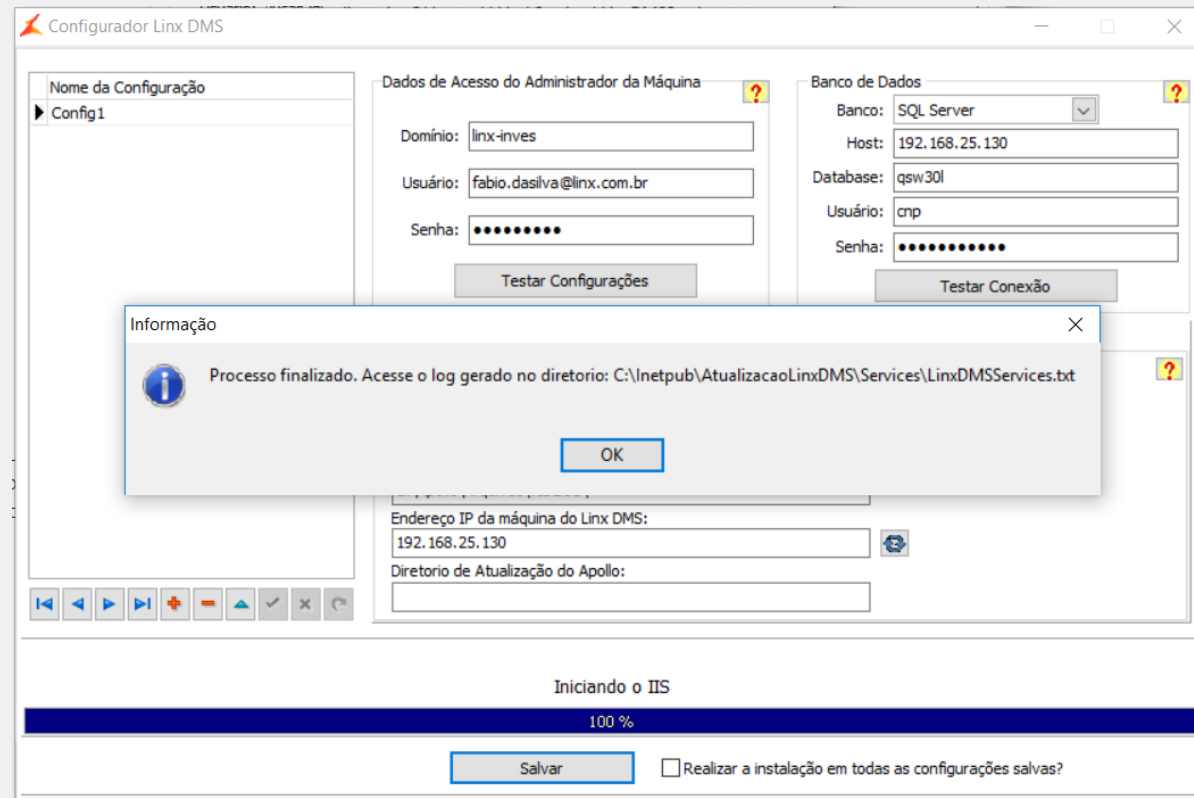 Configurador Linx DMS
Nome da Configuração
Config1
Dados de Acesso do Administrador da Máquina
Domínio: linx-inves
Usuário: fabio.dasilva@linx.com.br
Senha: •••••••••
Testar Configurações
Banco de Dados
Banco: SQL Server
Host: 192.168.25.130
Database: qsw30l
Usuário: cnp
Senha: •••••••••••
Testar Conexão
Informação
Processo finalizado. Acesse o log gerado no diretorio: C:\Inetpub\AtualizacaoLinxDMS\Services\LinxDMSServices.txt
OK
Endereço IP da máquina do Linx DMS:
192.168.25.130
Diretorio de Atualização do Apollo:
Iniciando o IIS
100 %
Salvar
Realizar a instalação em todas as configurações salvas?